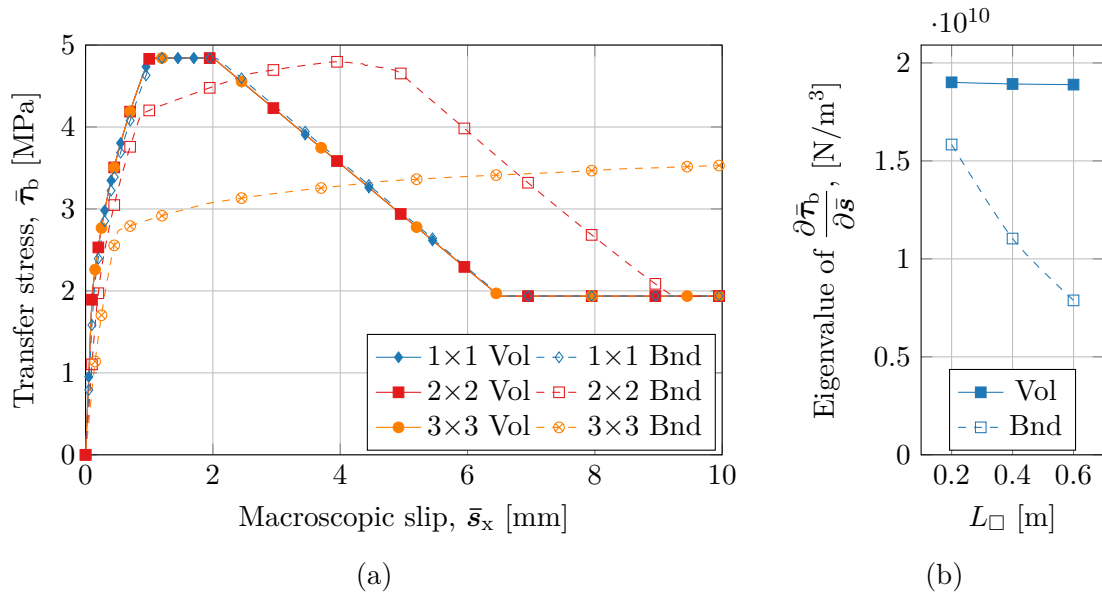 5
4
3
2
1
0
0 2 4 6 8 10
Transfer stress, τ̄_b [MPa]
Macroscopic slip, s̄_x [mm]
1×1 Vol 1×1 Bnd
2×2 Vol 2×2 Bnd
3×3 Vol 3×3 Bnd
(a)
·10^10
2
1.5
1
0.5
0
0.2 0.4 0.6
Eigenvalue of ∂τ̄_b/∂s̄, [N/m³]
L_□ [m]
Vol
Bnd
(b)